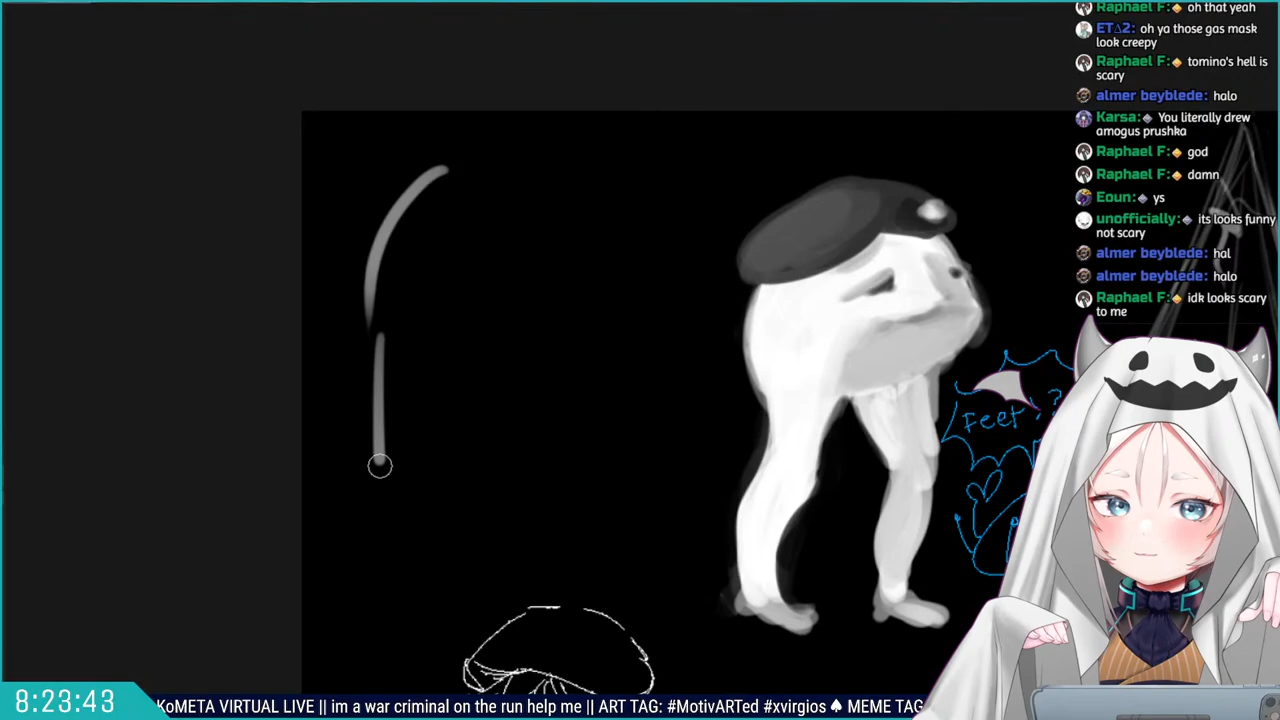 Raphael F: oh that yeah
ET∆2: oh ya those gas mask
look creepy
Raphael F: tomino's hell is
scary
almer beyblede: halo
Karsa: You literally drew
amogus prushka
Raphael F: god
Raphael F: damn
Eoun: ys
unofficially: its looks funny
not scary
almer beyblede: hal
almer beyblede: halo
Raphael F: idk looks scary
to me
Feet!?
8:23:43
KoMETA VIRTUAL LIVE || im a war criminal on the run help me || ART TAG: #MotivARTed #xvirgios ♠ MEME TAG